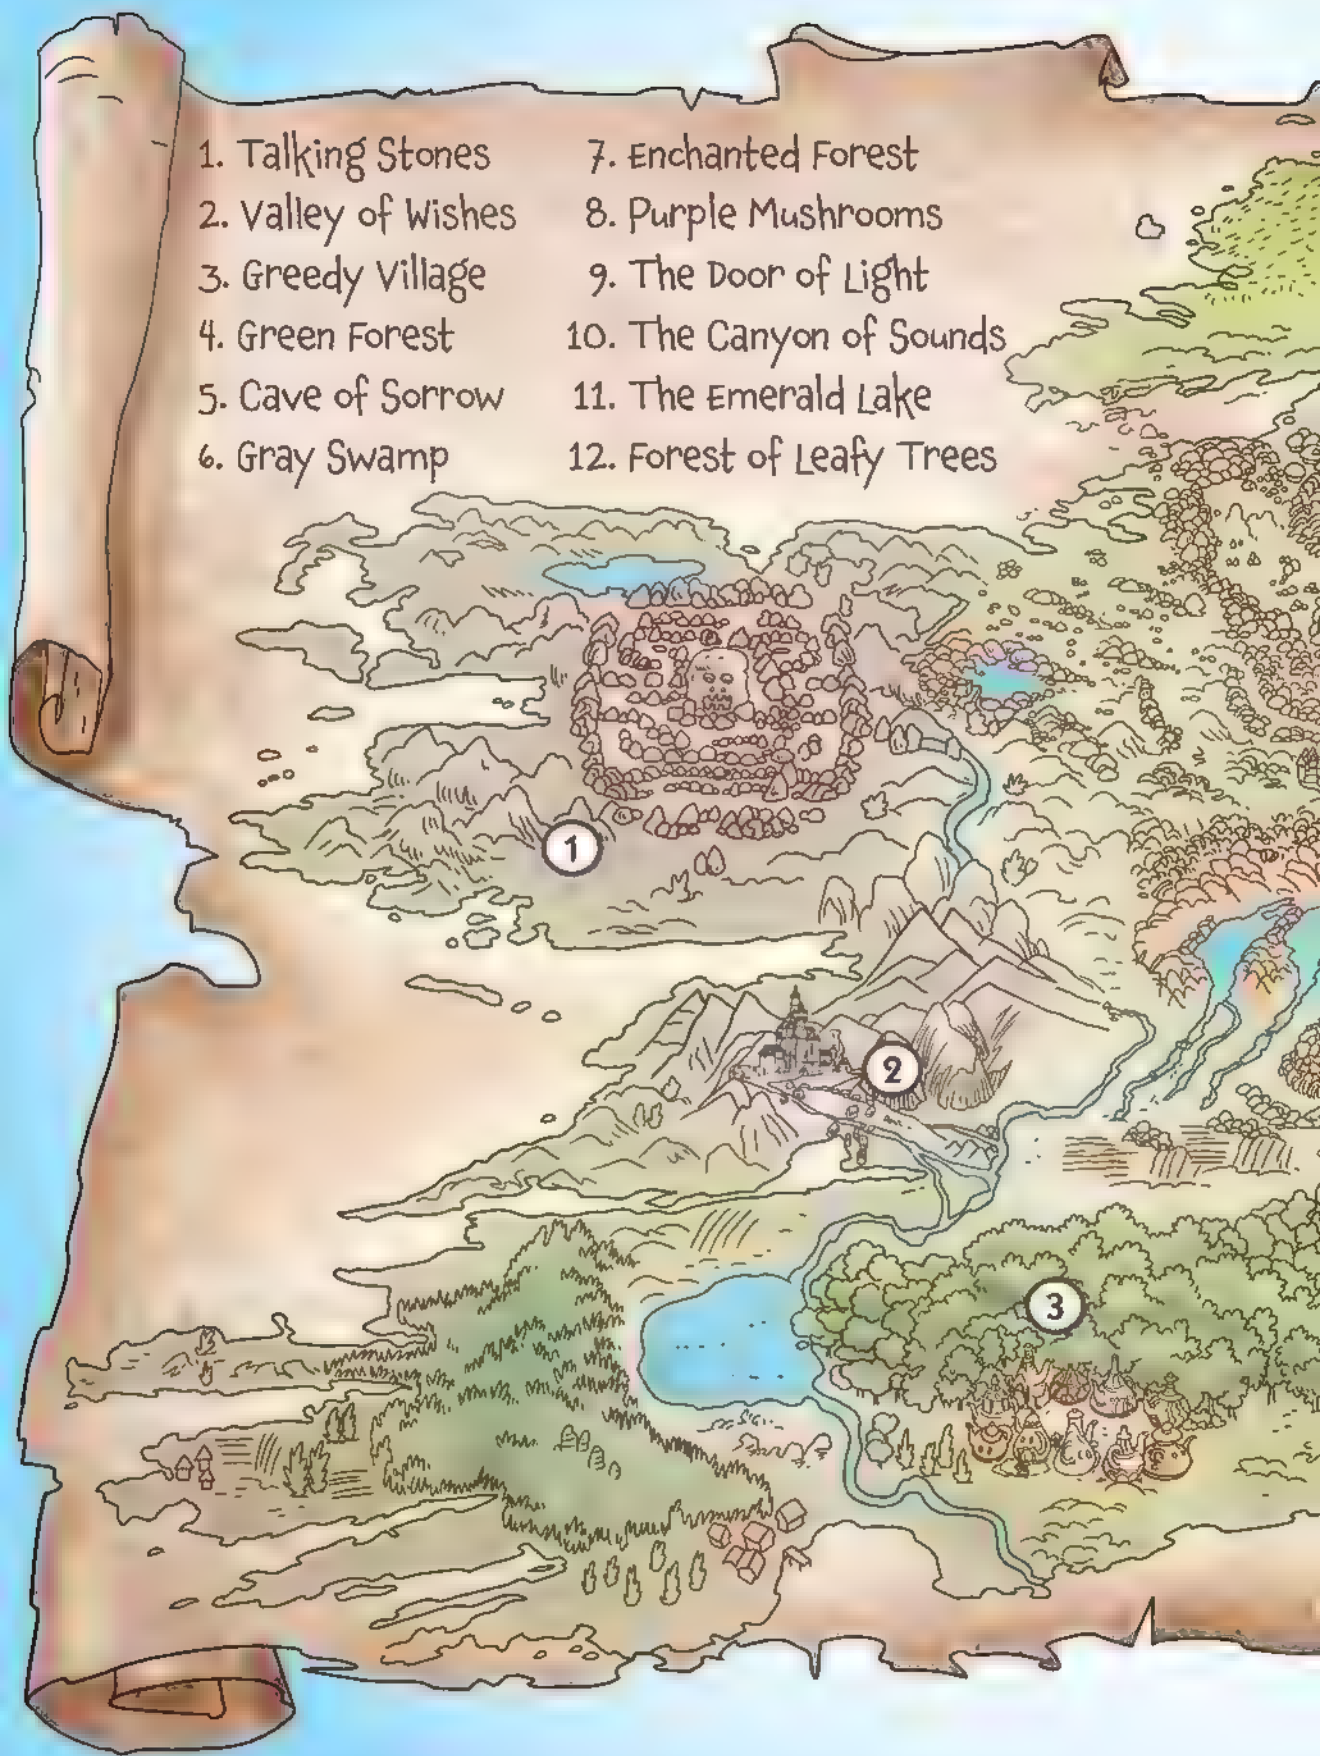 1. Talking Stones
2. Valley of Wishes
3. Greedy Village
4. Green Forest
5. Cave of Sorrow
6. Gray Swamp
7. Enchanted Forest
8. Purple Mushrooms
9. The Door of Light
10. The Canyon of Sounds
11. The Emerald Lake
12. Forest of Leafy Trees
1
2
3